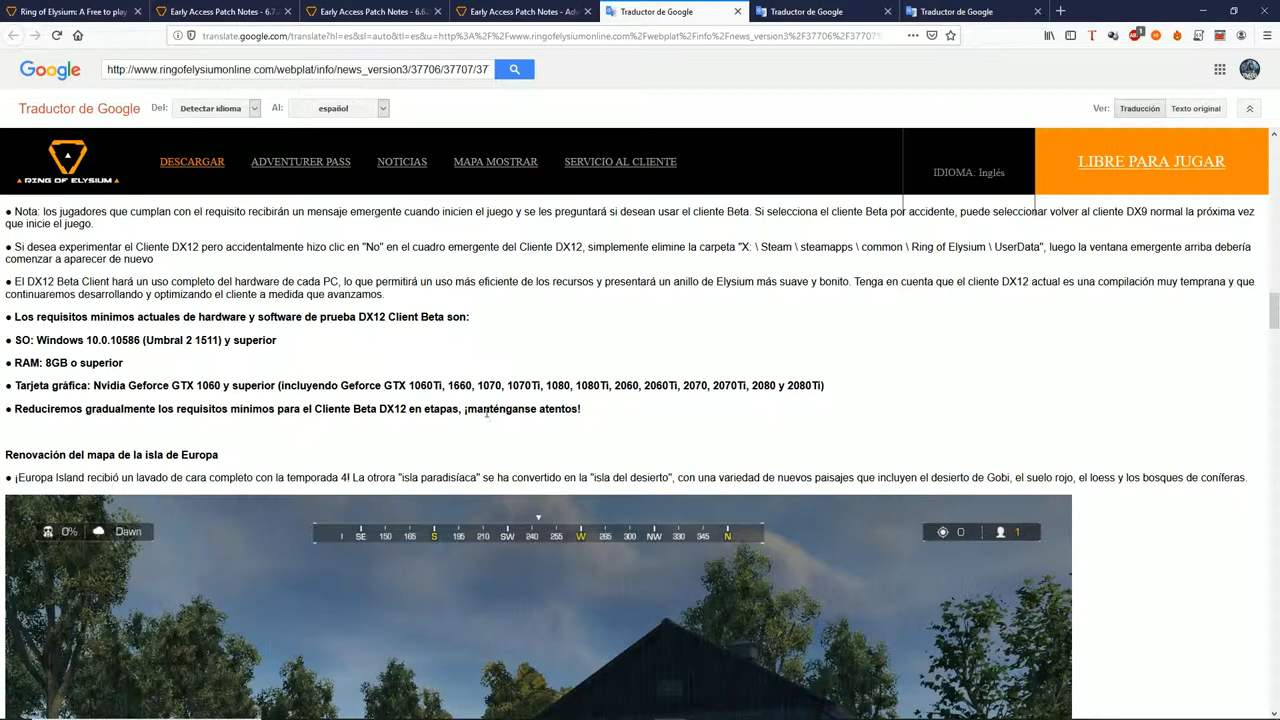 Ring of Elysium: A Free to play
Early Access Patch Notes - 6.7
Early Access Patch Notes - 6.6
Early Access Patch Notes - Adv
Traductor de Google
Traductor de Google
Traductor de Google
translate.google.com/translate?hl=es&sl=auto&tl=es&u=http%3A%2F%2Fwww.ringofelysiumonline.com%2Fwebplat%2Finfo%2Fnews_version3%2F37706%2F37707%
Google
http://www.ringofelysiumonline.com/webplat/info/news_version3/37706/37707/37
Traductor de Google
Del:
Detectar idioma
Al:
español
Ver:
Traducción
Texto original
RING OF ELYSIUM
DESCARGAR
ADVENTURER PASS
NOTICIAS
MAPA MOSTRAR
SERVICIO AL CLIENTE
IDIOMA: Inglés
LIBRE PARA JUGAR
● Nota: los jugadores que cumplan con el requisito recibirán un mensaje emergente cuando inicien el juego y se les preguntará si desean usar el cliente Beta. Si selecciona el cliente Beta por accidente, puede seleccionar volver al cliente DX9 normal la próxima vez
que inicie el juego.
● Si desea experimentar el Cliente DX12 pero accidentalmente hizo clic en "No" en el cuadro emergente del Cliente DX12, simplemente elimine la carpeta "X: \ Steam \ steamapps \ common \ Ring of Elysium \ UserData", luego la ventana emergente arriba debería
comenzar a aparecer de nuevo
● El DX12 Beta Client hará un uso completo del hardware de cada PC, lo que permitirá un uso más eficiente de los recursos y presentará un anillo de Elysium más suave y bonito. Tenga en cuenta que el cliente DX12 actual es una compilación muy temprana y que
continuaremos desarrollando y optimizando el cliente a medida que avanzamos.
● Los requisitos mínimos actuales de hardware y software de prueba DX12 Client Beta son:
● SO: Windows 10.0.10586 (Umbral 2 1511) y superior
● RAM: 8GB o superior
● Tarjeta gráfica: Nvidia Geforce GTX 1060 y superior (incluyendo Geforce GTX 1060Ti, 1660, 1070, 1070Ti, 1080, 1080Ti, 2060, 2060Ti, 2070, 2070Ti, 2080 y 2080Ti)
● Reduciremos gradualmente los requisitos mínimos para el Cliente Beta DX12 en etapas, ¡manténganse atentos!
Renovación del mapa de la isla de Europa
● ¡Europa Island recibió un lavado de cara completo con la temporada 4! La otrora "isla paradisíaca" se ha convertido en la "isla del desierto", con una variedad de nuevos paisajes que incluyen el desierto de Gobi, el suelo rojo, el loess y los bosques de coníferas.
0% Dawn
SE 150 165 S 195 210 SW 240 255 W 285 300 NW 330 345 N
0 1